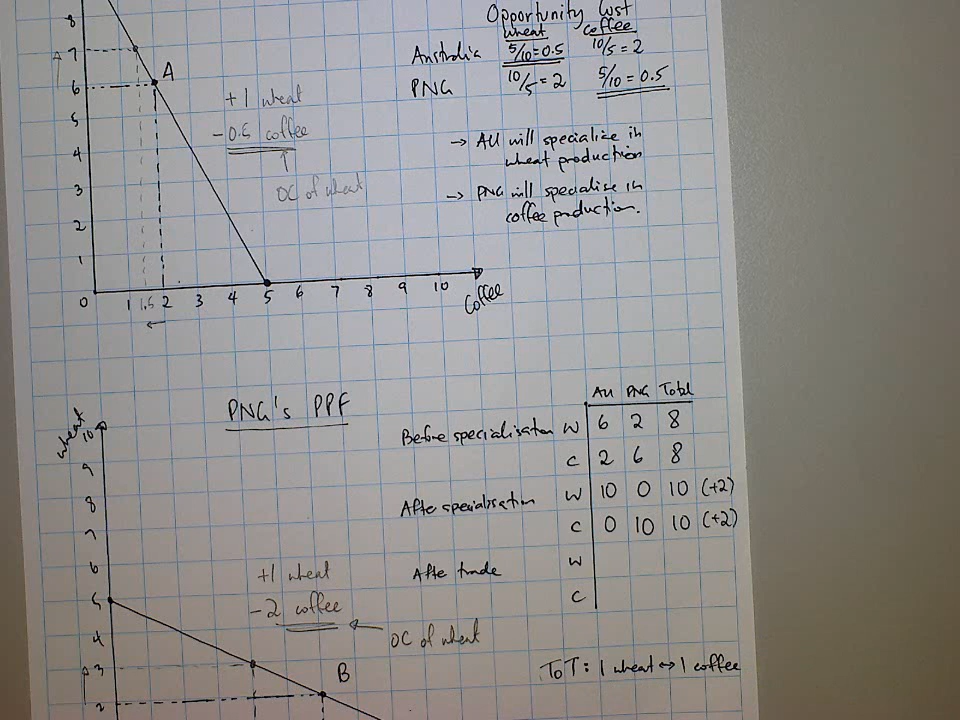 Opportunity Cost
wheat coffee
Australia 5/10=0.5 10/5=2
PNG 10/5=2 5/10=0.5
8
7
6 A
5
4
3
2
1
0 1 1.5 2 3 4 5 6 7 8 9 10
←
Coffee
+1 wheat
-0.5 coffee
↑
OC of wheat
→ AU will specialize in
wheat production
→ PNG will specialise in
coffee production.
PNG's PPF
wheat
10
9
8
7
6
5
4
3
2
B
+1 wheat
-2 coffee
← OC of wheat
AU PNG Total
Before specialisation W 6 2 8
C 2 6 8
After specialisation W 10 0 10 (+2)
C 0 10 10 (+2)
After trade W
C
ToT: 1 wheat ↔ 1 coffee